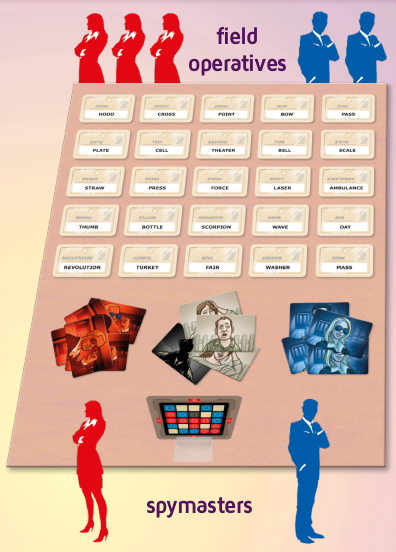 field
operatives
HOOD CROSS POINT BOW PASS
PLATE CELL THEATER BELL SCALE
STRAW PRESS FORCE LASER AMBULANCE
THUMB BOTTLE SCORPION WAVE DAY
REVOLUTION TURKEY FAIR WASHER MASS
spymasters